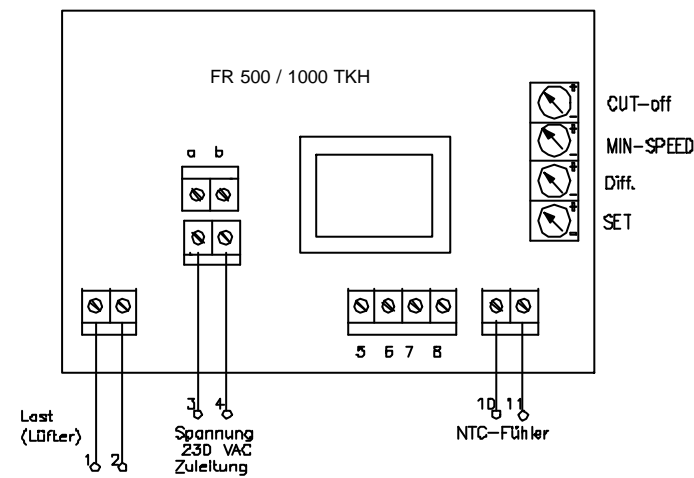 FR 500 / 1000 TKH
CUT-off
MIN-SPEED
Diff.
SET
a b
5 6 7 8
3 4
10 11
Last
(Lüfter)
1 2
Spannung
230 VAC
Zuleitung
NTC-Fühler